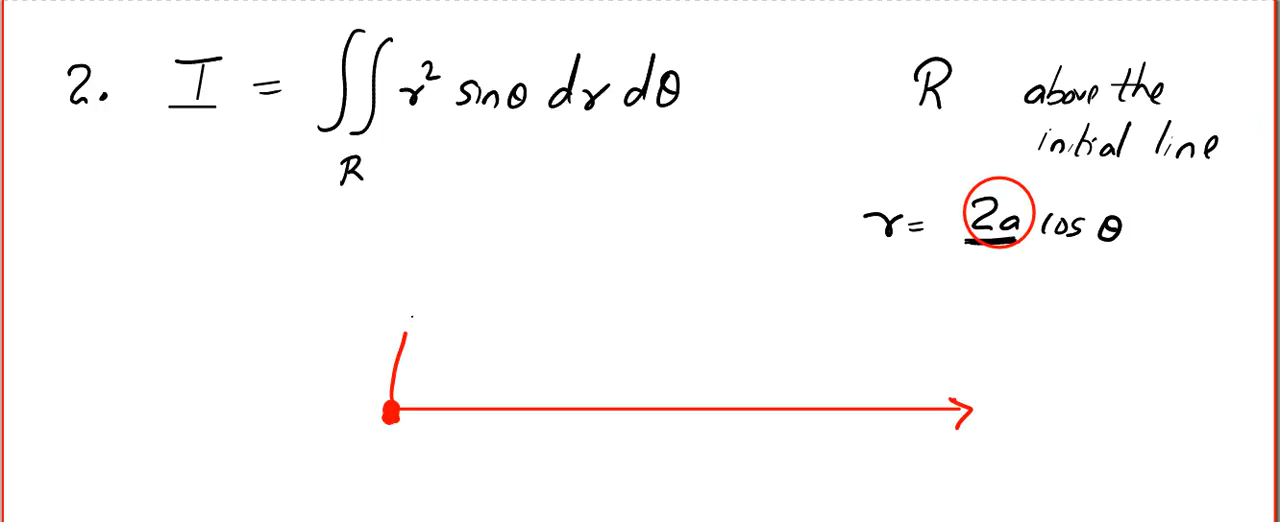 2. I = ∬ r² sinθ dr dθ R above the
R initial line
r = 2a cos θ